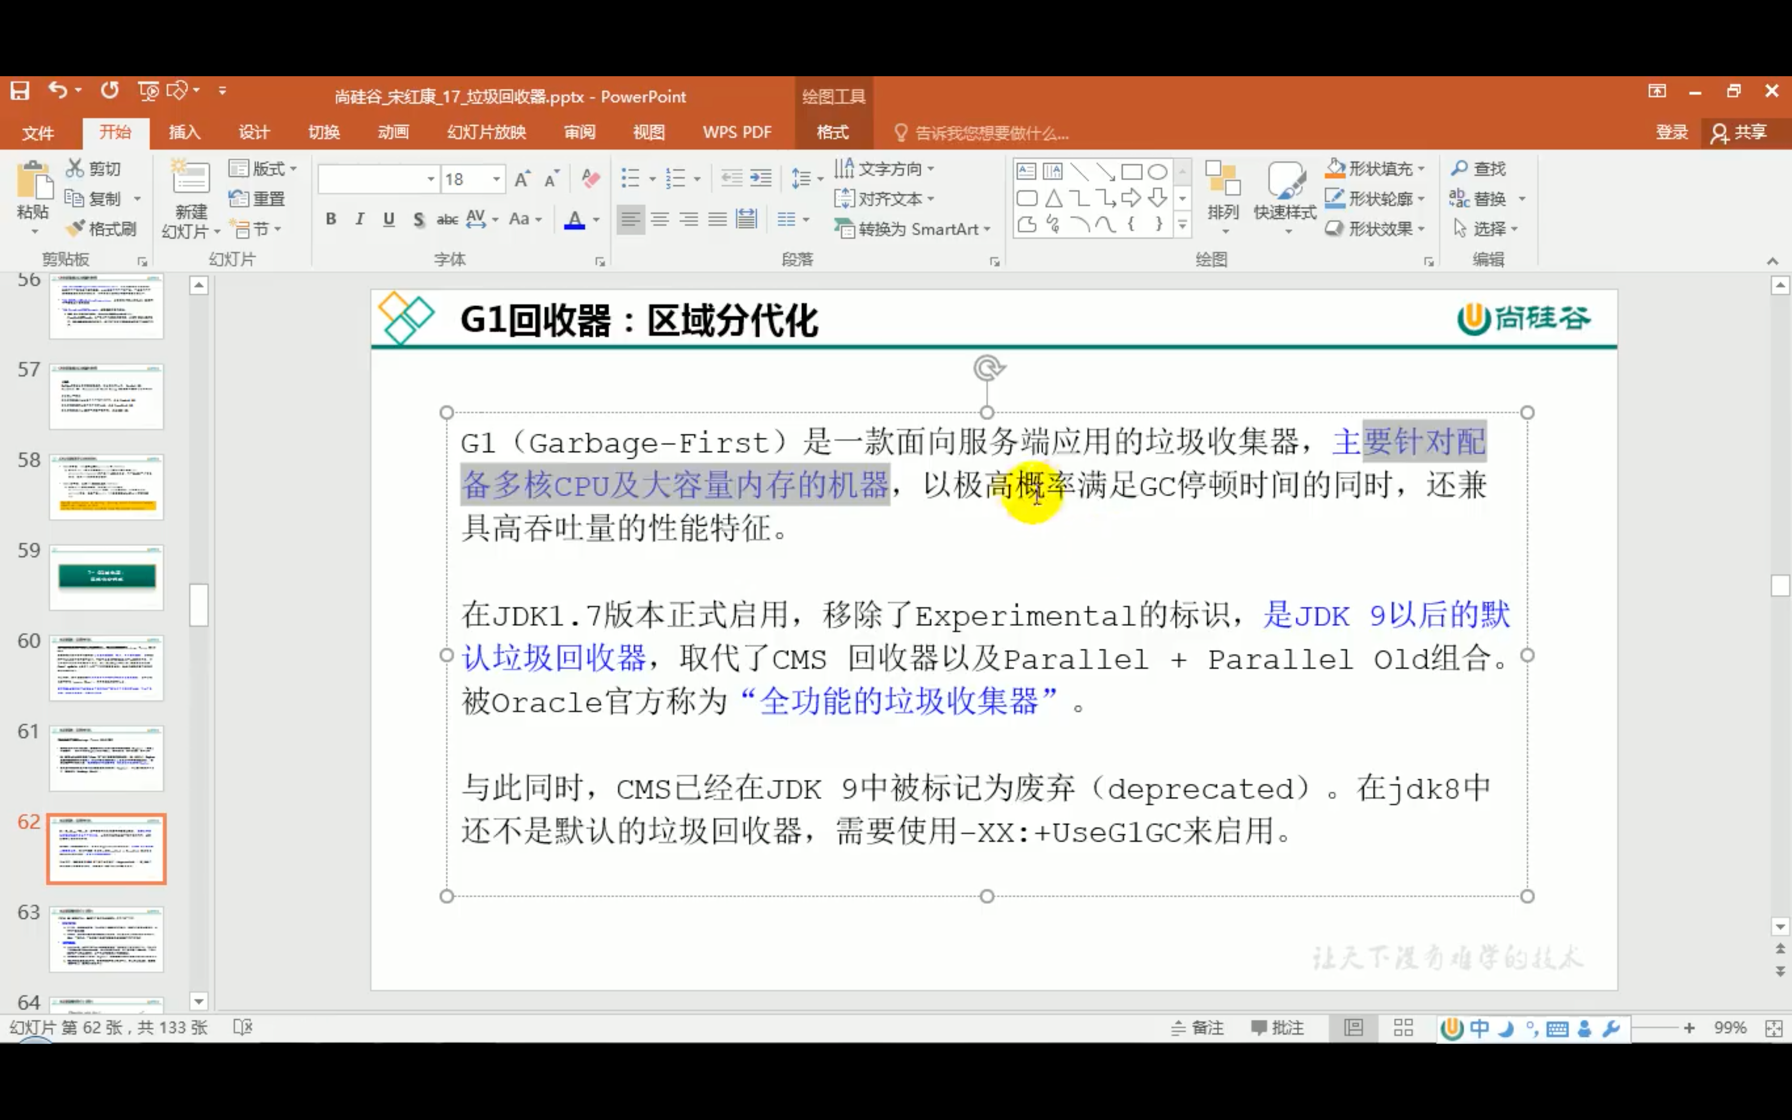 尚硅谷_宋红康_17_垃圾回收器.pptx - PowerPoint
绘图工具
文件 开始 插入 设计 切换 动画 幻灯片放映 审阅 视图 WPS PDF 格式 告诉我您想要做什么... 登录 共享
剪切 版式 18 文字方向 形状填充 查找
复制 重置 对齐文本 形状轮廓 替换
粘贴 格式刷 新建 幻灯片 节 B I U S abc AV Aa A 转换为 SmartArt 排列 快速样式 形状效果 选择
剪贴板 幻灯片 字体 段落 绘图 编辑
56
57
58
59
60
61
62
63
64
G1回收器：区域分代化
尚硅谷
G1（Garbage-First）是一款面向服务端应用的垃圾收集器，主要针对配
备多核CPU及大容量内存的机器，以极高概率满足GC停顿时间的同时，还兼
具高吞吐量的性能特征。
在JDK1.7版本正式启用，移除了Experimental的标识，是JDK 9以后的默
认垃圾回收器，取代了CMS 回收器以及Parallel + Parallel Old组合。
被Oracle官方称为“全功能的垃圾收集器”。
与此同时，CMS已经在JDK 9中被标记为废弃（deprecated）。在jdk8中
还不是默认的垃圾回收器，需要使用-XX:+UseG1GC来启用。
让天下没有难学的技术
幻灯片 第 62 张，共 133 张 备注 批注 中 99%